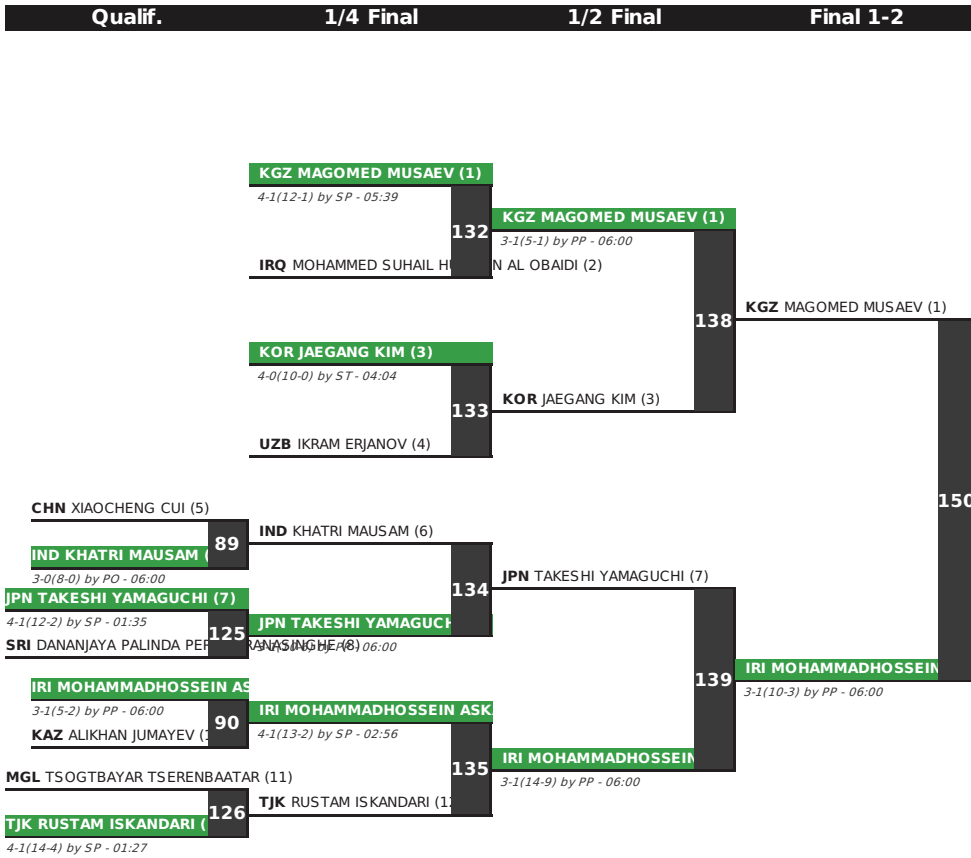 Qualif. 1/4 Final 1/2 Final Final 1-2
KGZ MAGOMED MUSAEV (1)
4-1(12-1) by SP - 05:39
132
IRQ MOHAMMED SUHAIL N AL OBAIDI (2)
KGZ MAGOMED MUSAEV (1)
3-1(5-1) by PP - 06:00
138
KGZ MAGOMED MUSAEV (1)
KOR JAEGANG KIM (3)
4-0(10-0) by ST - 04:04
133
UZB IKRAM ERJANOV (4)
KOR JAEGANG KIM (3)
150
CHN XIAOCHENG CUI (5)
89
IND KHATRI MAUSAM (
3-0(8-0) by PO - 06:00
IND KHATRI MAUSAM (6)
134
JPN TAKESHI YAMAGUCHI (7)
JPN TAKESHI YAMAGUCHI (7)
4-1(12-2) by SP - 01:35
125
SRI DANANJAYA PALINDA RANASINGHE (8)
JPN TAKESHI YAMAGUCH
06:00
139
IRI MOHAMMADHOSSEIN
3-1(10-3) by PP - 06:00
IRI MOHAMMADHOSSEIN AS
3-1(5-2) by PP - 06:00
90
KAZ ALIKHAN JUMAYEV (1
IRI MOHAMMADHOSSEIN ASK
4-1(13-2) by SP - 02:56
135
IRI MOHAMMADHOSSEIN
3-1(14-9) by PP - 06:00
MGL TSOGTBAYAR TSERENBAATAR (11)
126
TJK RUSTAM ISKANDARI (
4-1(14-4) by SP - 01:27
TJK RUSTAM ISKANDARI (12